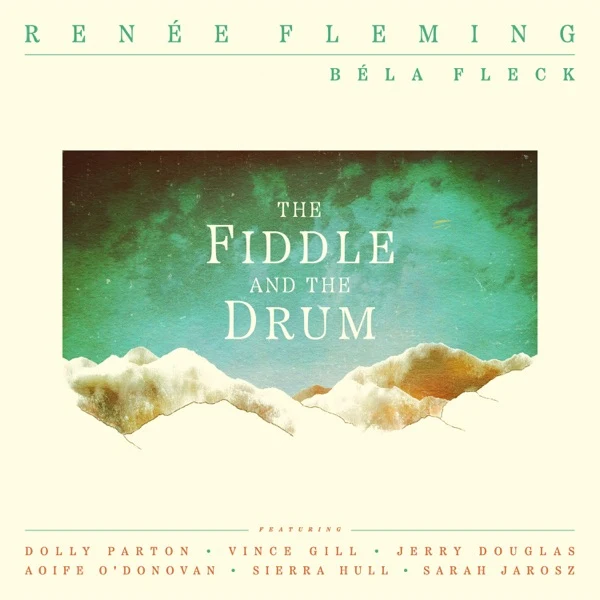 RENÉE FLEMING
BÉLA FLECK
THE
FIDDLE
AND THE
DRUM
FEATURING
DOLLY PARTON • VINCE GILL • JERRY DOUGLAS
AOIFE O'DONOVAN • SIERRA HULL • SARAH JAROSZ